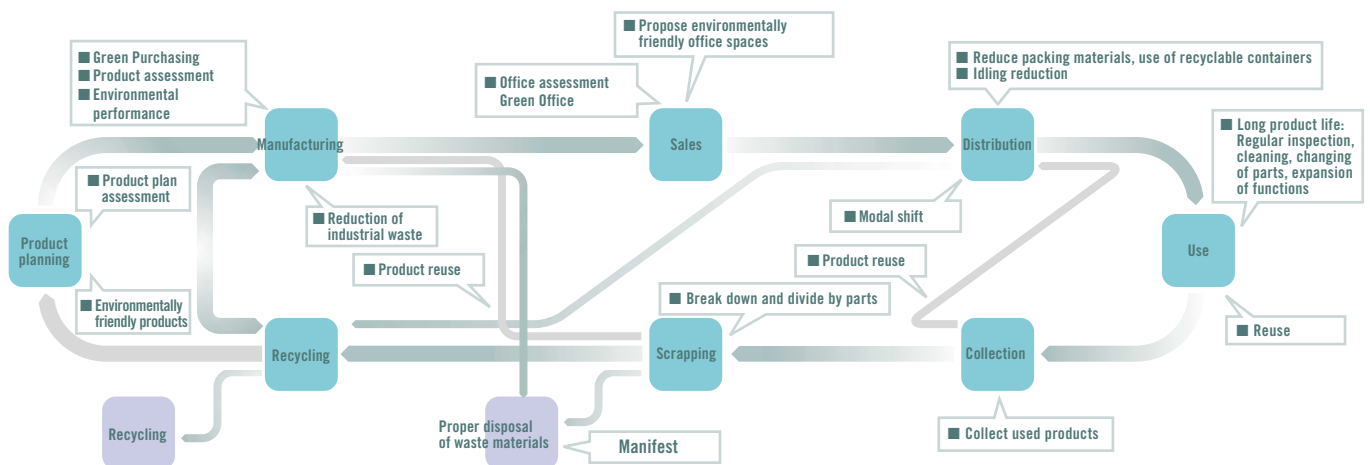 ■ Propose environmentally
friendly office spaces
■ Green Purchasing
■ Product assessment
■ Environmental
performance
■ Office assessment
Green Office
■ Reduce packing materials, use of recyclable containers
■ Idling reduction
Manufacturing
Sales
Distribution
■ Long product life:
Regular inspection,
cleaning, changing
of parts, expansion
of functions
■ Product plan
assessment
■ Reduction of
industrial waste
■ Modal shift
Product
planning
Use
■ Product reuse
■ Product reuse
■ Environmentally
friendly products
■ Break down and divide by parts
■ Reuse
Recycling
Scrapping
Collection
Recycling
Proper disposal
of waste materials
Manifest
■ Collect used products